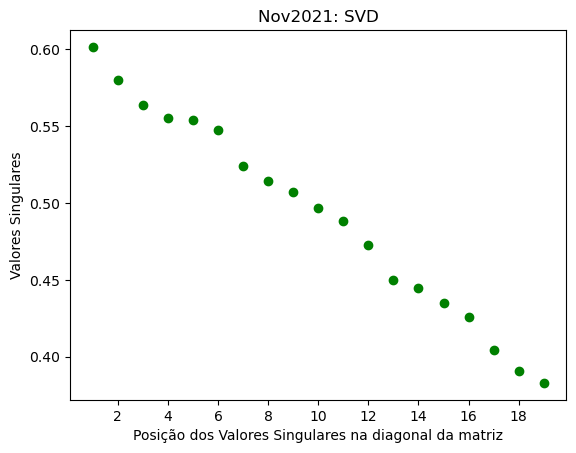 Nov2021: SVD
0.60
0.55
0.50
0.45
0.40
Valores Singulares
2 4 6 8 10 12 14 16 18
Posição dos Valores Singulares na diagonal da matriz